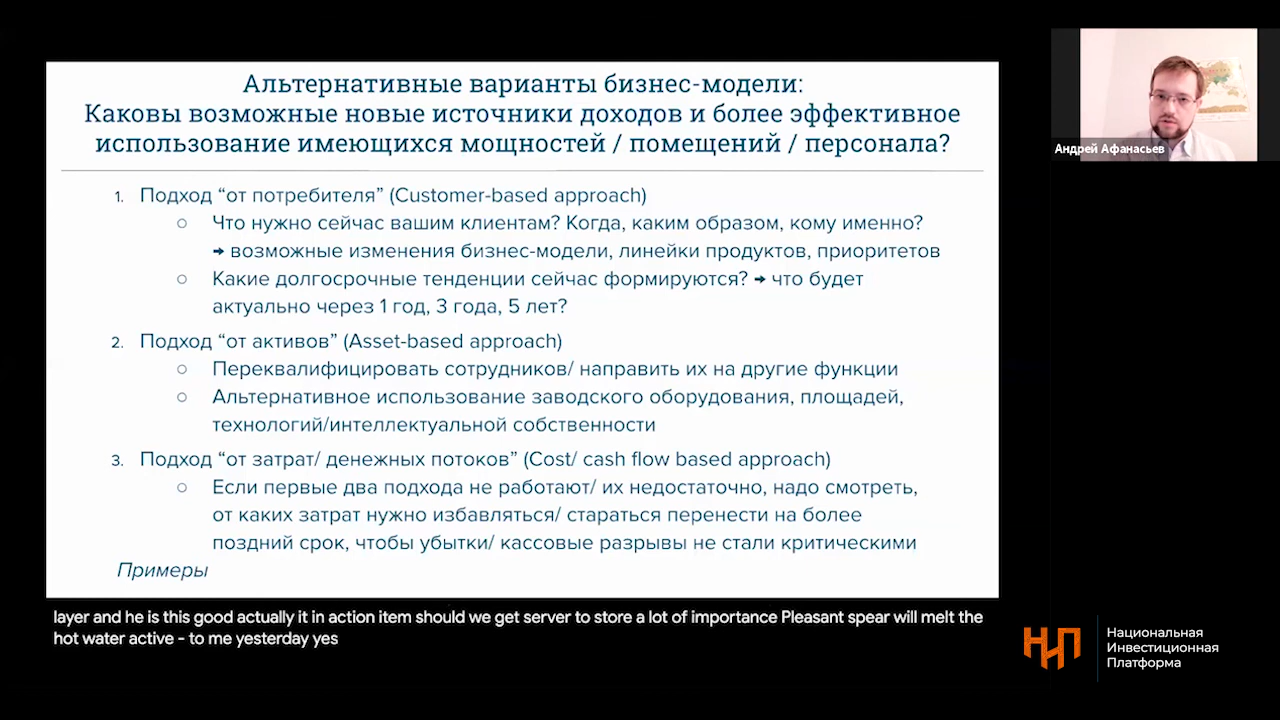 Альтернативные варианты бизнес-модели:
Каковы возможные новые источники доходов и более эффективное
использование имеющихся мощностей / помещений / персонала?
1. Подход “от потребителя” (Customer-based approach)
○ Что нужно сейчас вашим клиентам? Когда, каким образом, кому именно?
→ возможные изменения бизнес-модели, линейки продуктов, приоритетов
○ Какие долгосрочные тенденции сейчас формируются? → что будет
актуально через 1 год, 3 года, 5 лет?
2. Подход “от активов” (Asset-based approach)
○ Переквалифицировать сотрудников/ направить их на другие функции
○ Альтернативное использование заводского оборудования, площадей,
технологий/интеллектуальной собственности
3. Подход “от затрат/ денежных потоков” (Cost/ cash flow based approach)
○ Если первые два подхода не работают/ их недостаточно, надо смотреть,
от каких затрат нужно избавляться/ стараться перенести на более
поздний срок, чтобы убытки/ кассовые разрывы не стали критическими
Примеры
Андрей Афанасьев
layer and he is this good actually it in action item should we get server to store a lot of importance Pleasant spear will melt the
hot water active - to me yesterday yes
НИП
Национальная
Инвестиционная
Платформа